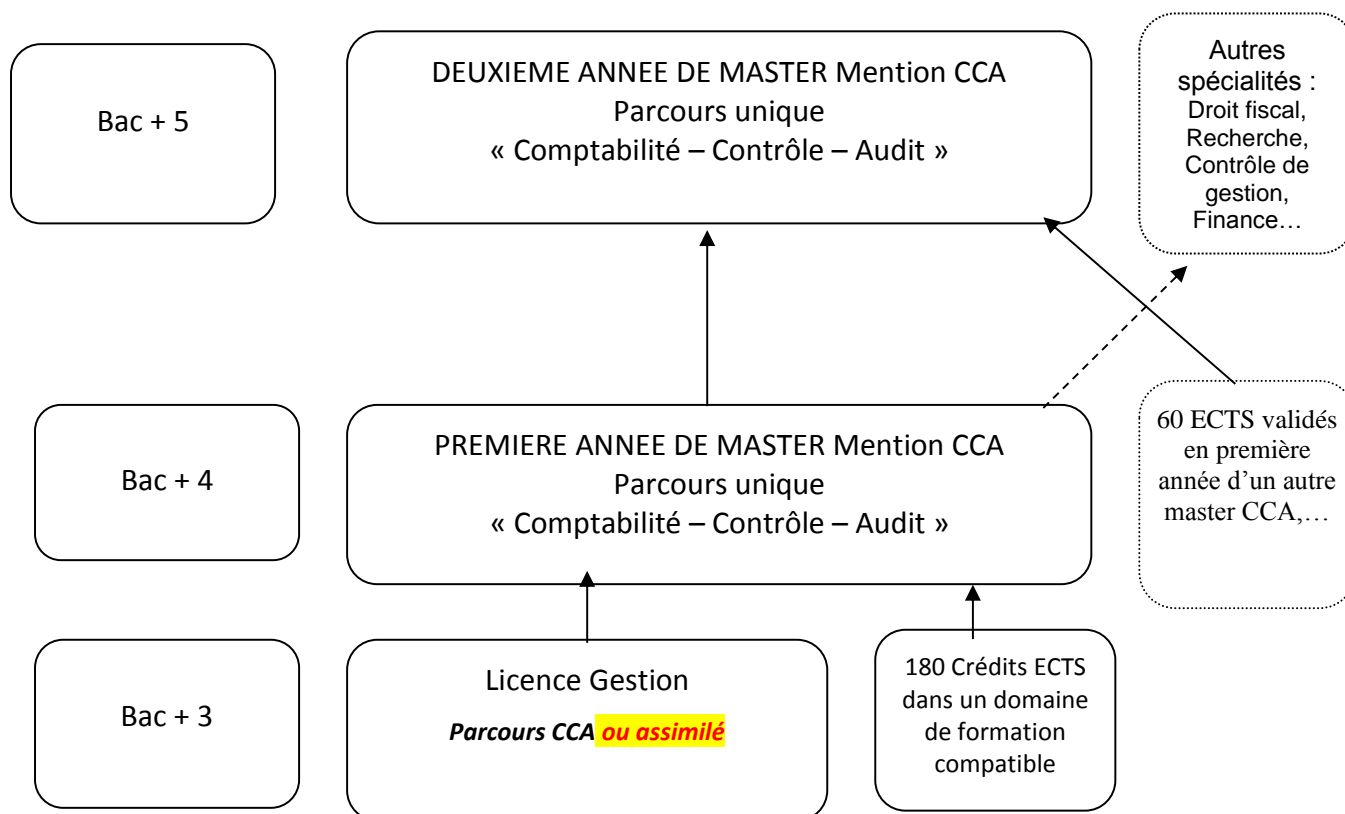 Bac + 5
DEUXIEME ANNEE DE MASTER Mention CCA
Parcours unique
« Comptabilité – Contrôle – Audit »
Autres
spécialités :
Droit fiscal,
Recherche,
Contrôle de
gestion,
Finance…
Bac + 4
PREMIERE ANNEE DE MASTER Mention CCA
Parcours unique
« Comptabilité – Contrôle – Audit »
60 ECTS validés
en première
année d’un autre
master CCA,…
Bac + 3
Licence Gestion
Parcours CCA ou assimilé
180 Crédits ECTS
dans un domaine
de formation
compatible